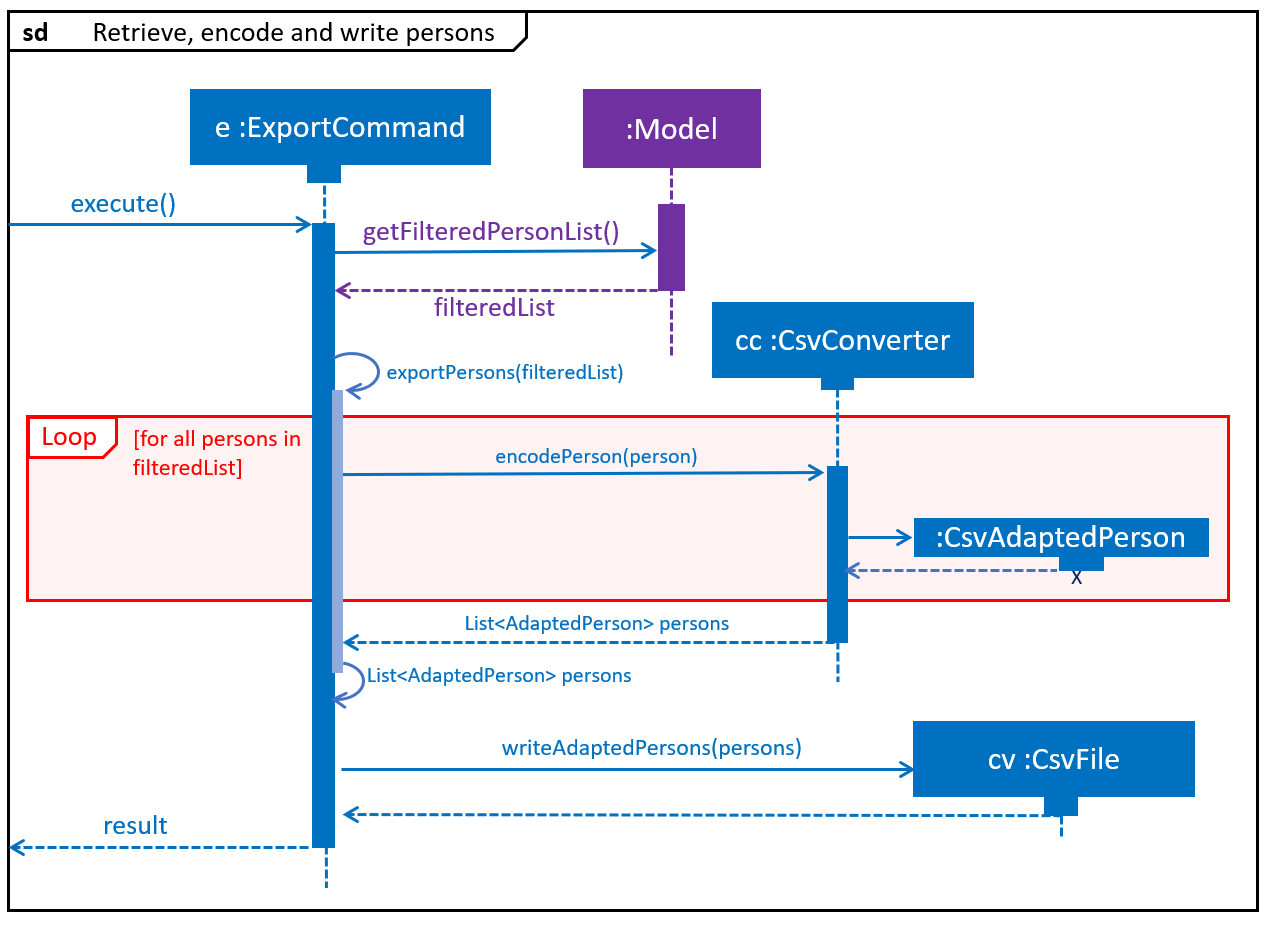 sd Retrieve, encode and write persons
e :ExportCommand
:Model
execute()
getFilteredPersonList()
filteredList
cc :CsvConverter
exportPersons(filteredList)
Loop
[for all persons in
filteredList]
encodePerson(person)
:CsvAdaptedPerson
X
List<AdaptedPerson> persons
List<AdaptedPerson> persons
writeAdaptedPersons(persons)
cv :CsvFile
result